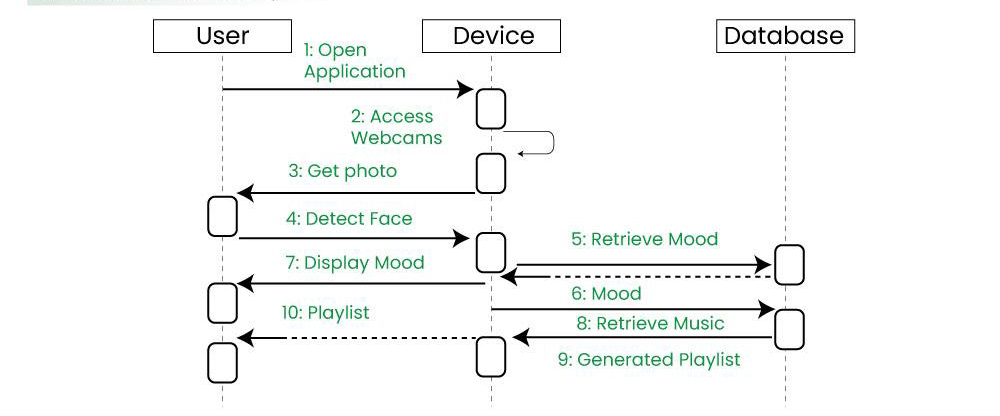 User
Device
Database
1: Open
Application
2: Access
Webcams
3: Get photo
4: Detect Face
5: Retrieve Mood
7: Display Mood
6: Mood
10: Playlist
8: Retrieve Music
9: Generated Playlist